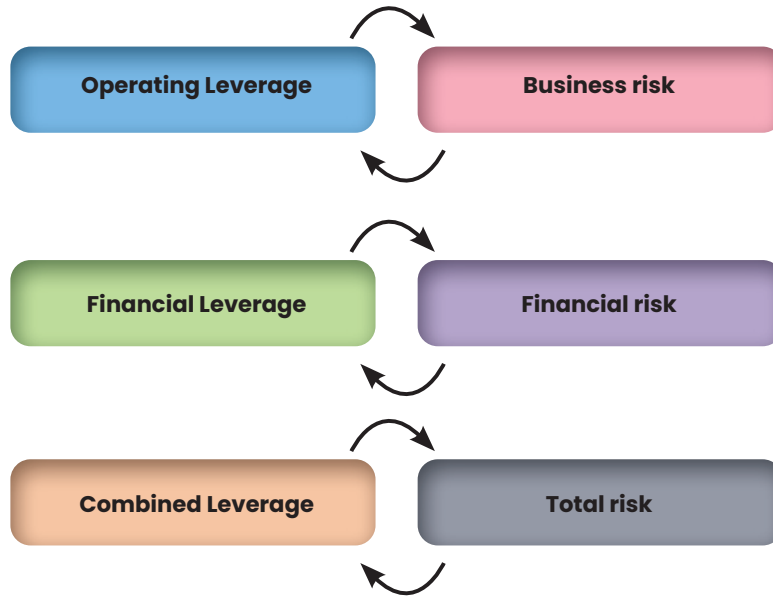 Operating Leverage
Business risk
Financial Leverage
Financial risk
Combined Leverage
Total risk